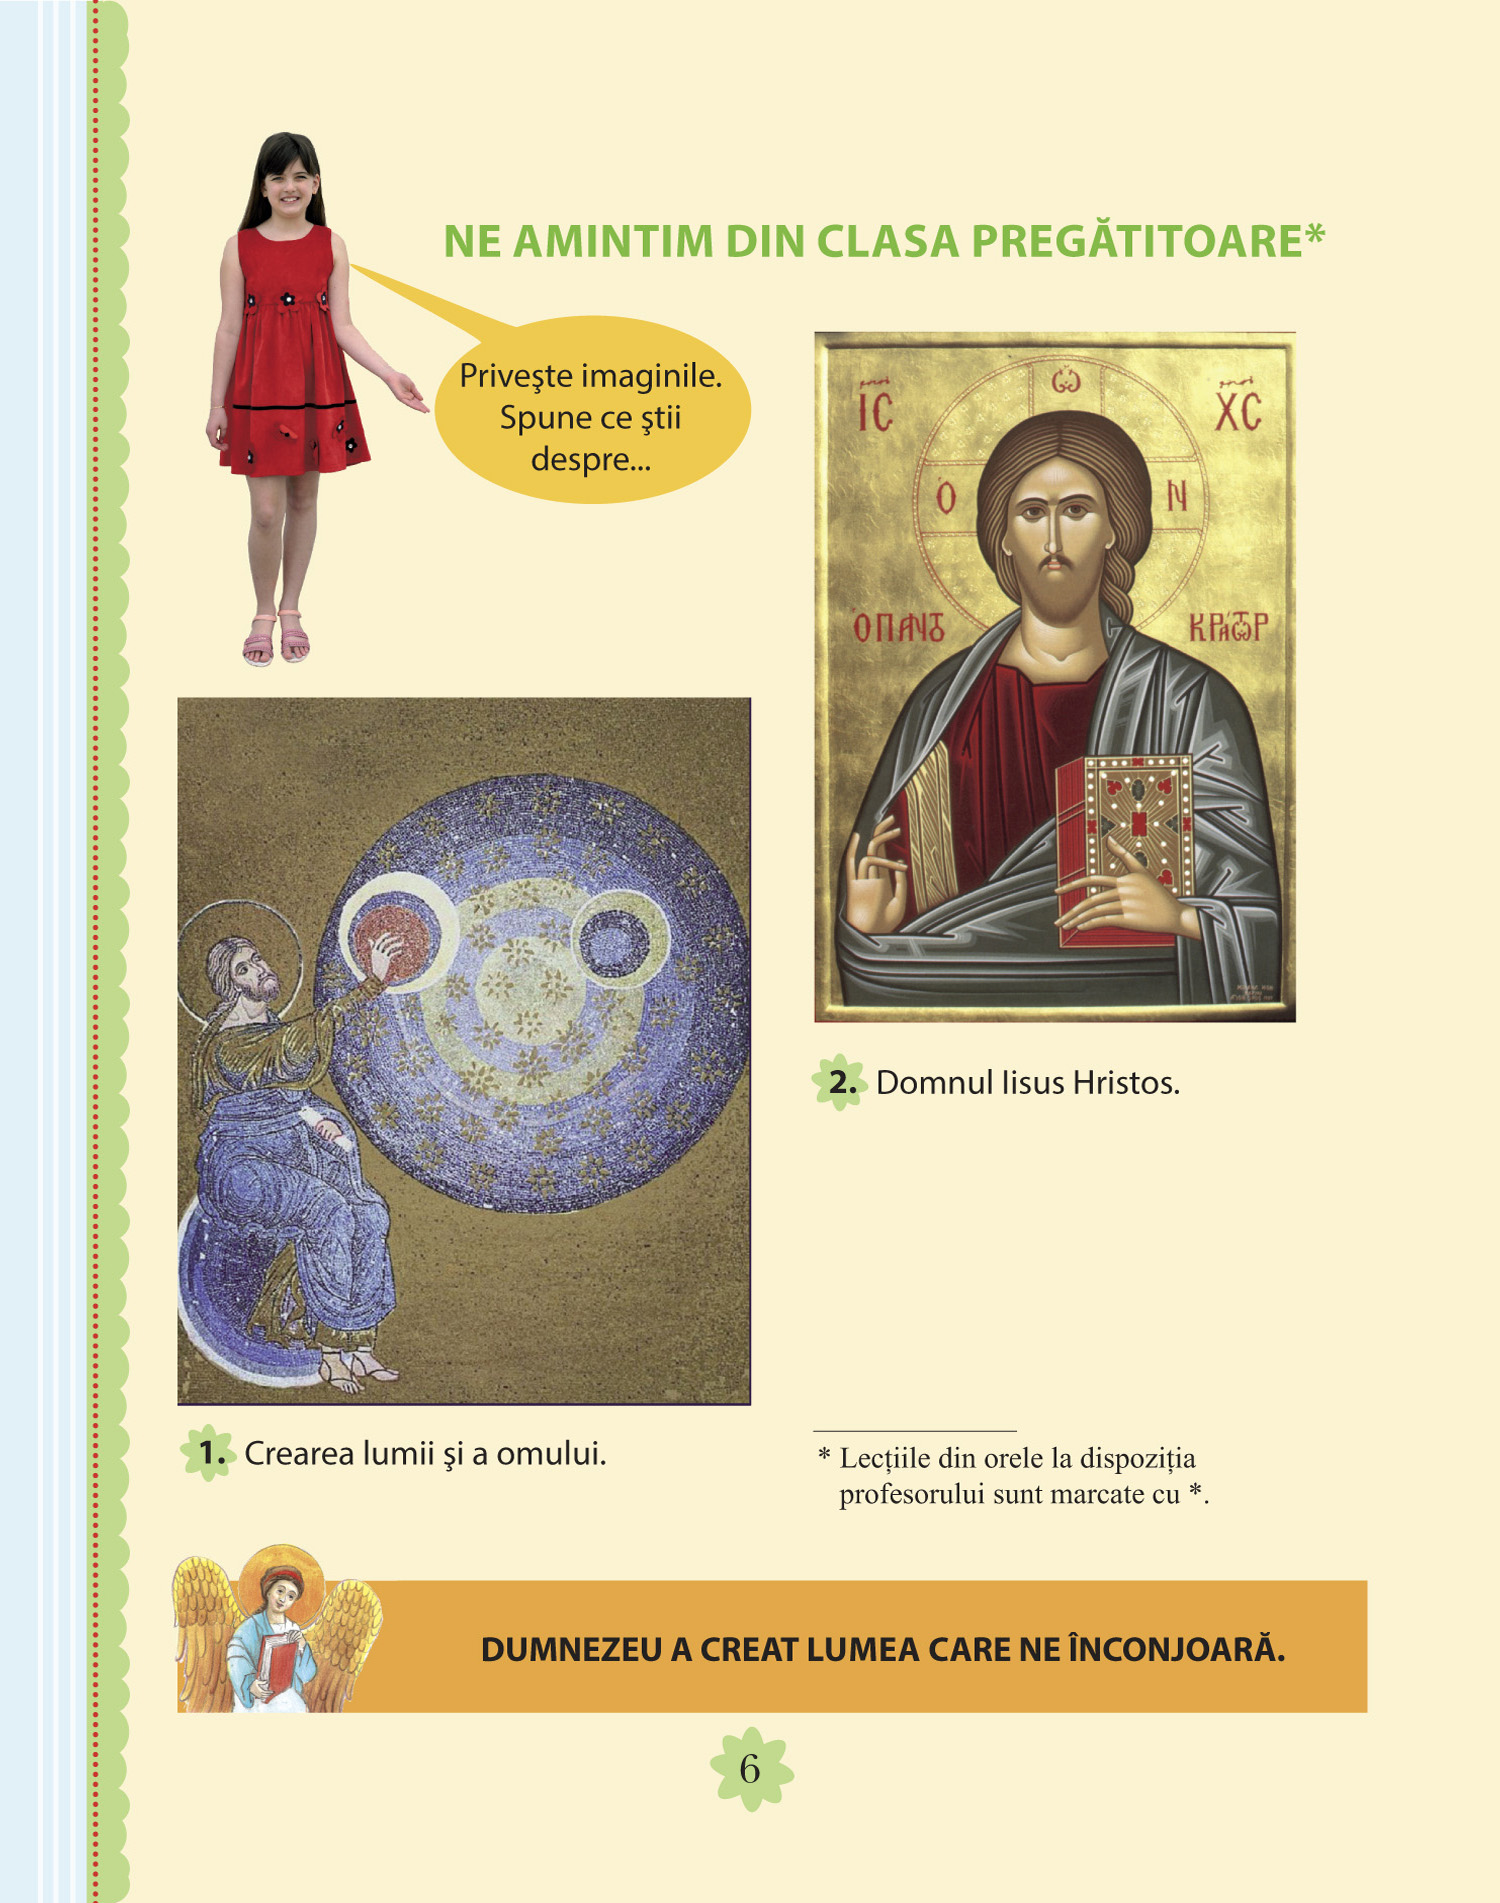 NE AMINTIM DIN CLASA PREGĂTITOARE*
Priveşte imaginile.
Spune ce ştii
despre...
IC
XC
Ὁ
Ѡ
Ν
2. Domnul Iisus Hristos.
1. Crearea lumii şi a omului.
* Lecțiile din orele la dispoziția
profesorului sunt marcate cu *.
DUMNEZEU A CREAT LUMEA CARE NE ÎNCONJOARĂ.
6